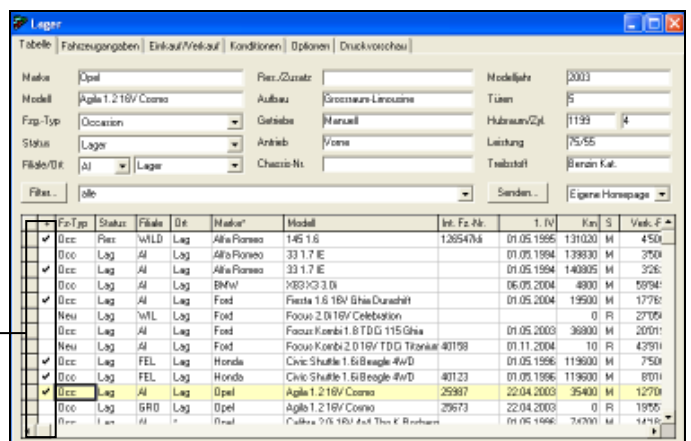 Lager
Tabelle Fahrzeugangaben Einkauf/Verkauf Konditionen Optionen Druckvorschau
Marke Opel Res./Zusatz Modelljahr 2003
Modell Agila 1.2 16V Cosmo Aufbau Grossraum-Limousine Türen 5
Fzg.-Typ Occasion Getriebe Manuell Hubraum/Zyl. 1199 4
Status Lager Antrieb Vorne Leistung 75/55
Filiale/Ort Al Lager Chassis-Nr. Treibstoff Benzin Kat.
Filter... alle Senden... Eigene Homepage
+ Fz-Typ Status Filiale Ort Marke* Modell Int. Fz.-Nr. 1. IV Km S Verk.-P
Occ Res WILD Lag Alfa Romeo 145 1.6 01.05.1995 131020 M
Occ Lag Al Lag Alfa Romeo 33 1.7 IE 01.05.1994 139830 M
Occ Lag Al Lag Alfa Romeo 33 1.7 IE 01.05.1994 140805 M
Occ Lag Al Lag BMW 06.05.2004 4800 M
Occ Lag Al Lag Ford Fiesta 1.6 16V Ghia Durashift 01.05.2004 19500 M
Neu Lag WIL Lag Ford Focus 2.0i 16V Celebration 0 R
Occ Lag Al Lag Ford Focus Kombi 1.8 TDCi 115 Ghia 01.05.2003 36800 M
Neu Lag Al Lag Ford Focus Kombi 2.0 16V TDCi Titanium 40158 01.11.2004 10 R
Occ Lag FEL Lag Honda Civic Shuttle 1.6i Beagle 4WD 01.05.1996 119600 M
Occ Lag FEL Lag Honda Civic Shuttle 1.6i Beagle 4WD 40123 01.05.1996 119600 M
Occ Lag Al Lag Opel Agila 1.2 16V Cosmo 25987 22.04.2003 35400 M
Occ Lag GRO Lag Opel Agila 1.2 16V Cosmo 29673 22.04.2003 0 R